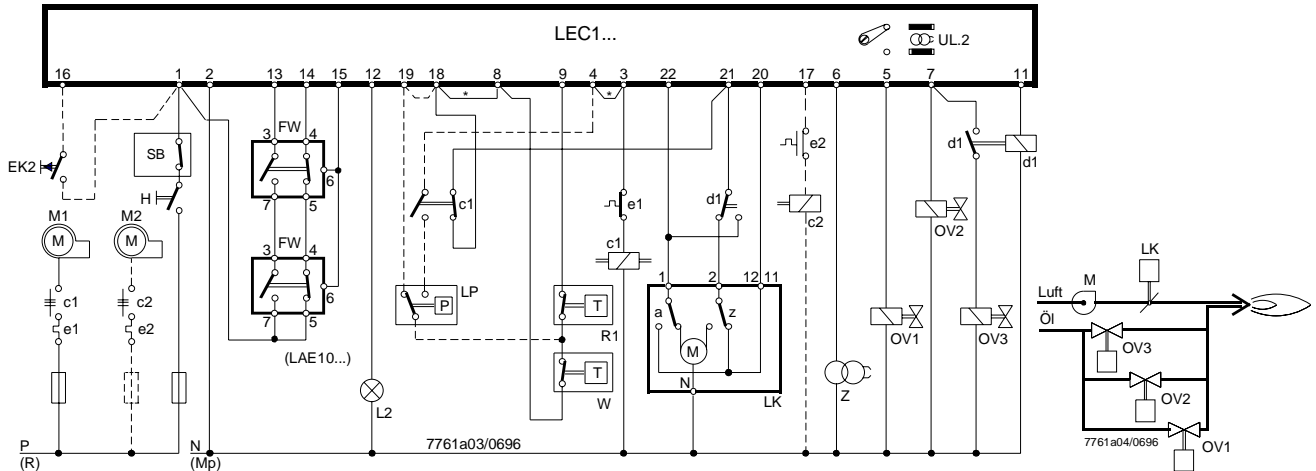 LEC1...
UL.2
16 1 2 13 14 15 12 19 18 8 9 4 3 22 21 20 17 6 5 7 11
* *
3 FW 4
EK2
SB
6
e2
d1
d1
H
7 5
c1
e1
d1
c2
OV2
M1 M2
M M
3 FW 4
c1
LK
6
1 2 12 11
Luft M
c1 c2
P LP
T
a z
Öl
e1 e2
7 5
R1
M
OV1
OV3
OV3
(LAE10...)
T
N
OV2
L2
W
LK
Z
P
(R)
N
(Mp)
7761a03/0696
7761a04/0696
OV1